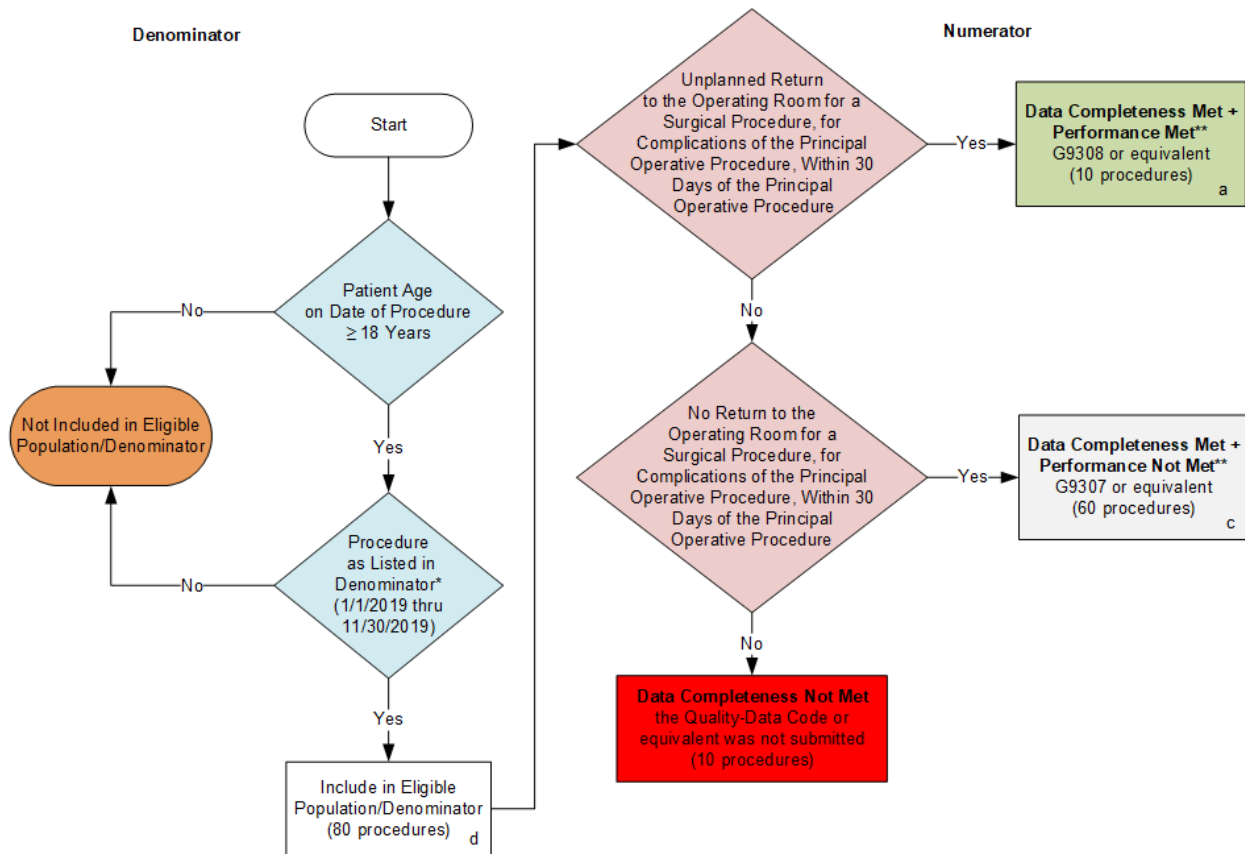 Denominator
Numerator
Start
Patient Age
on Date of Procedure
≥ 18 Years
No
Not Included in Eligible
Population/Denominator
Yes
Procedure
as Listed in
Denominator*
(1/1/2019 thru
11/30/2019)
No
Yes
Include in Eligible
Population/Denominator
(80 procedures)
d
Unplanned Return
to the Operating Room for a
Surgical Procedure, for
Complications of the Principal
Operative Procedure, Within 30
Days of the Principal
Operative Procedure
Yes
Data Completeness Met +
Performance Met**
G9308 or equivalent
(10 procedures)
a
No
No Return to the
Operating Room for a
Surgical Procedure, for
Complications of the Principal
Operative Procedure, Within 30
Days of the Principal
Operative Procedure
Yes
Data Completeness Met +
Performance Not Met**
G9307 or equivalent
(60 procedures)
c
No
Data Completeness Not Met
the Quality-Data Code or
equivalent was not submitted
(10 procedures)